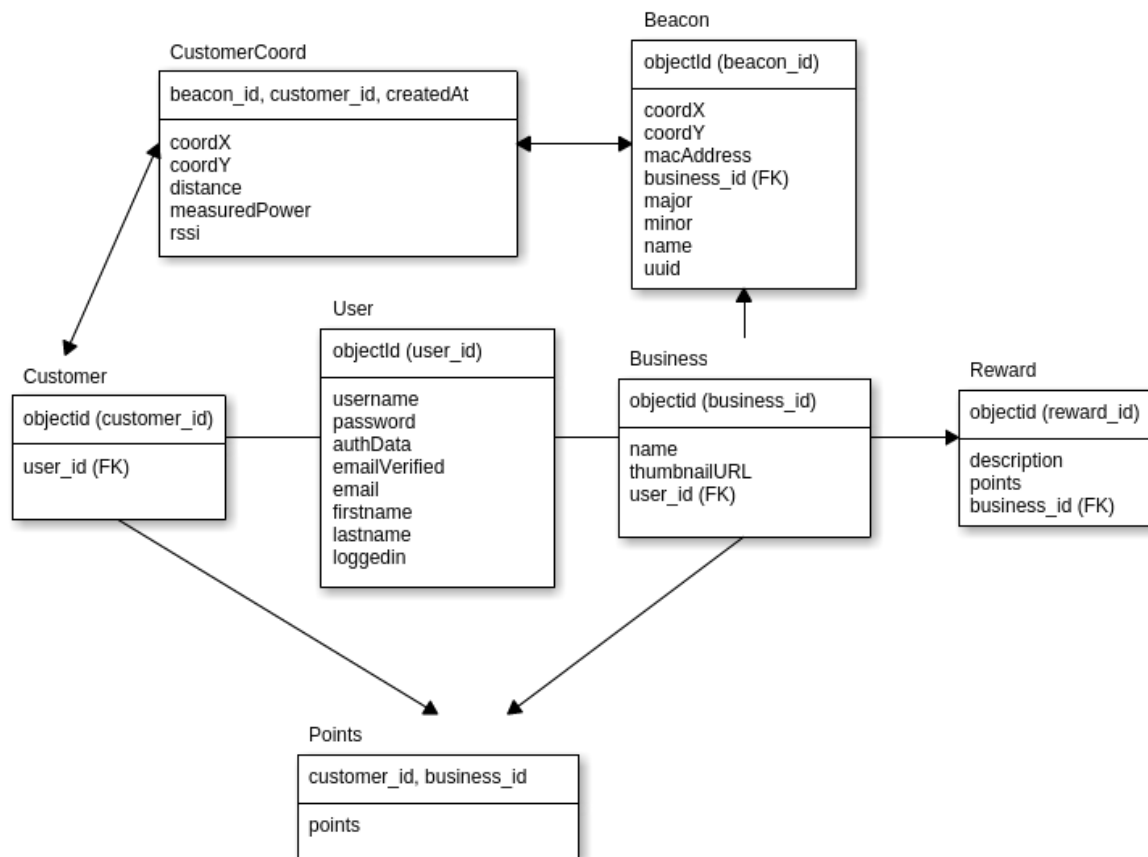 Beacon
objectId (beacon_id)
coordX
coordY
macAddress
business_id (FK)
major
minor
name
uuid
CustomerCoord
beacon_id, customer_id, createdAt
coordX
coordY
distance
measuredPower
rssi
User
objectId (user_id)
username
password
authData
emailVerified
email
firstname
lastname
loggedin
Customer
objectid (customer_id)
user_id (FK)
Business
objectid (business_id)
name
thumbnailURL
user_id (FK)
Reward
objectid (reward_id)
description
points
business_id (FK)
Points
customer_id, business_id
points